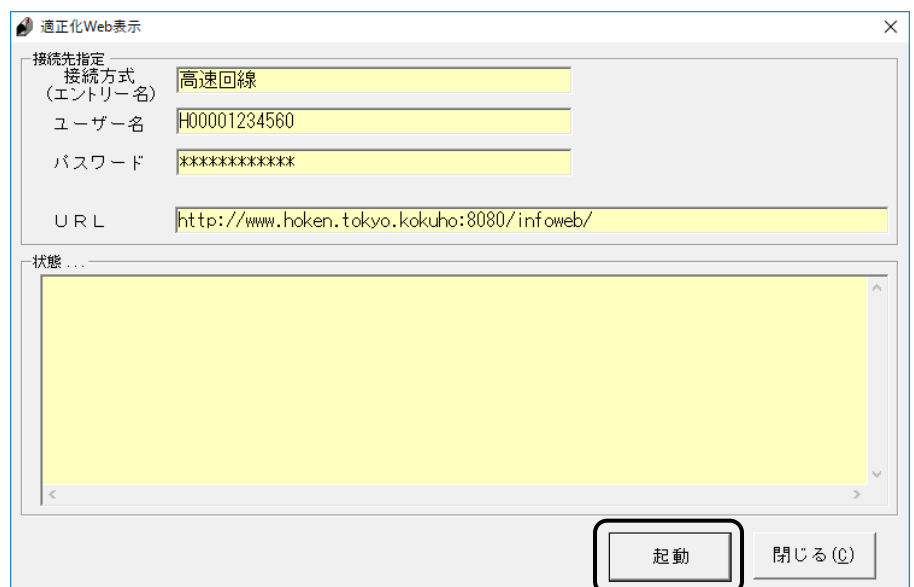 適正化Web表示
接続先指定
接続方式
(エントリー名)
高速回線
ユーザー名
H00001234560
パスワード
************
URL
http://www.hoken.tokyo.kokuho:8080/infoweb/
状態...
起動
閉じる(C)